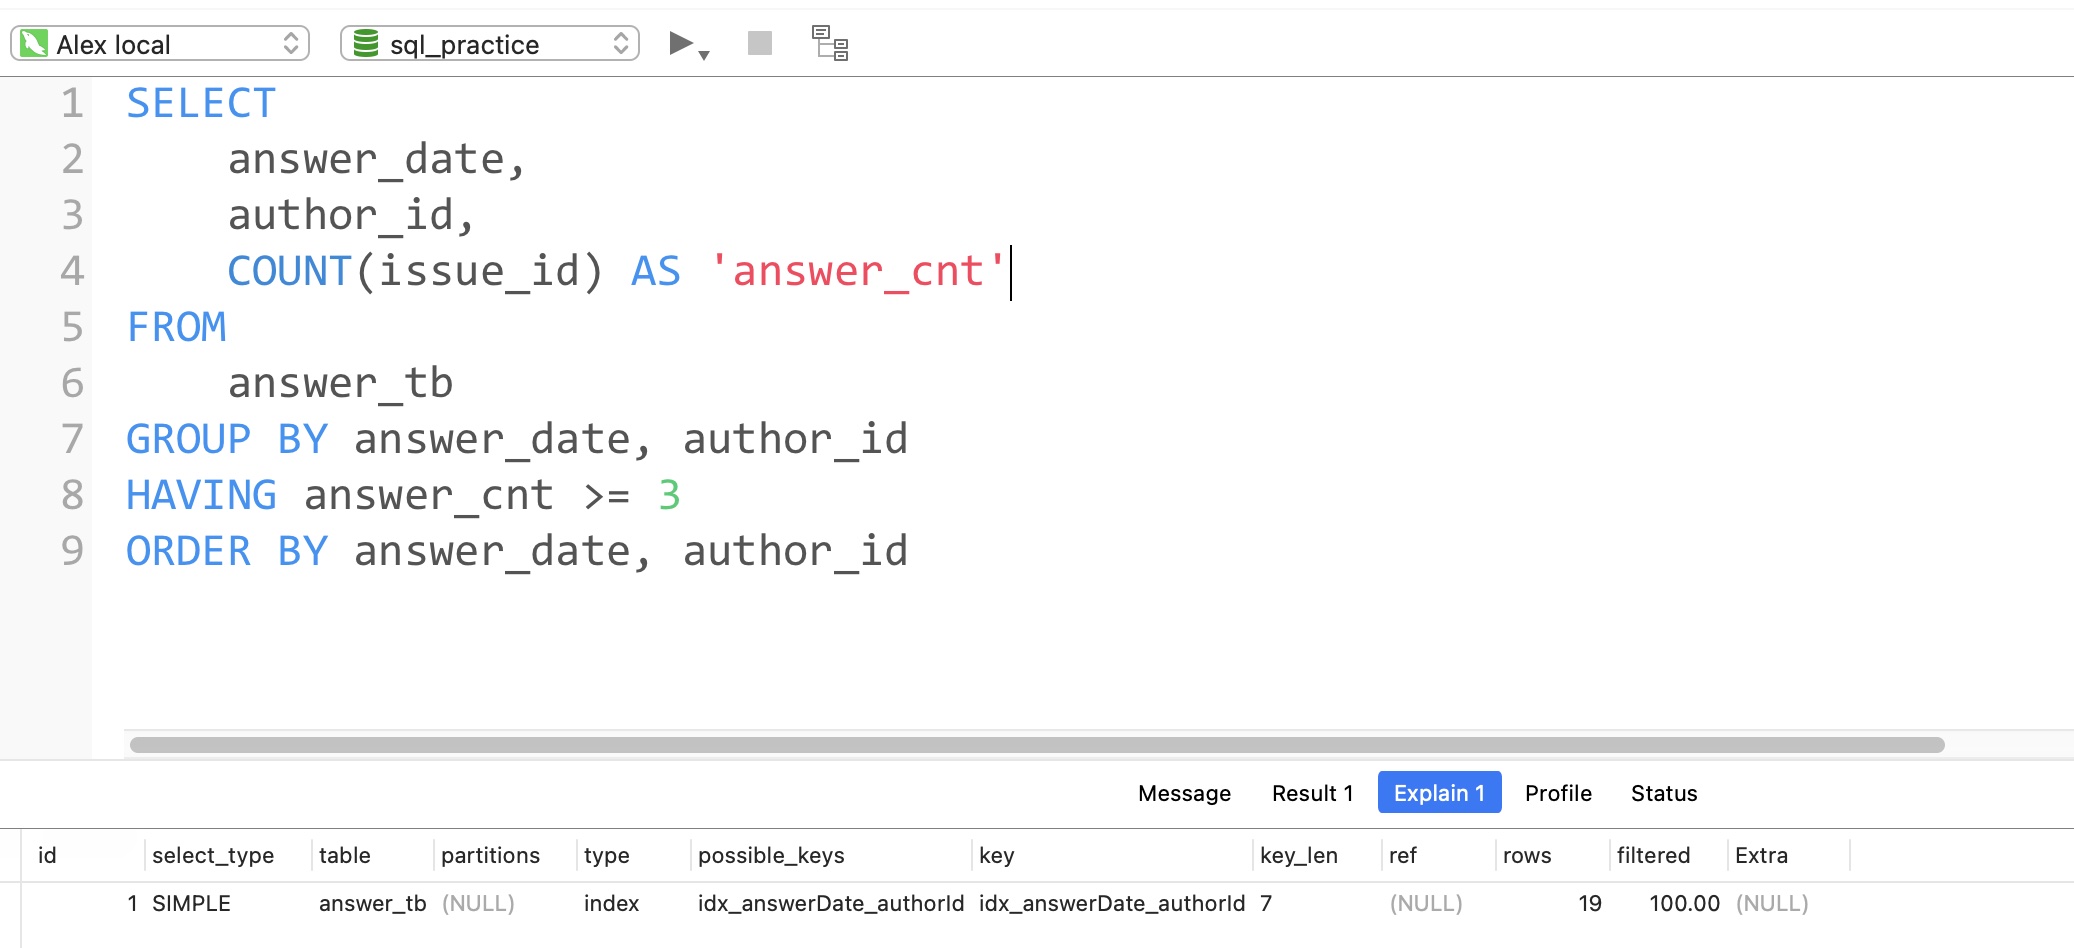 Alex local sql_practice
1 SELECT
2 answer_date,
3 author_id,
4 COUNT(issue_id) AS 'answer_cnt'
5 FROM
6 answer_tb
7 GROUP BY answer_date, author_id
8 HAVING answer_cnt >= 3
9 ORDER BY answer_date, author_id
Message Result 1 Explain 1 Profile Status
id select_type table partitions type possible_keys key key_len ref rows filtered Extra
1 SIMPLE answer_tb (NULL) index idx_answerDate_authorId idx_answerDate_authorId 7 (NULL) 19 100.00 (NULL)